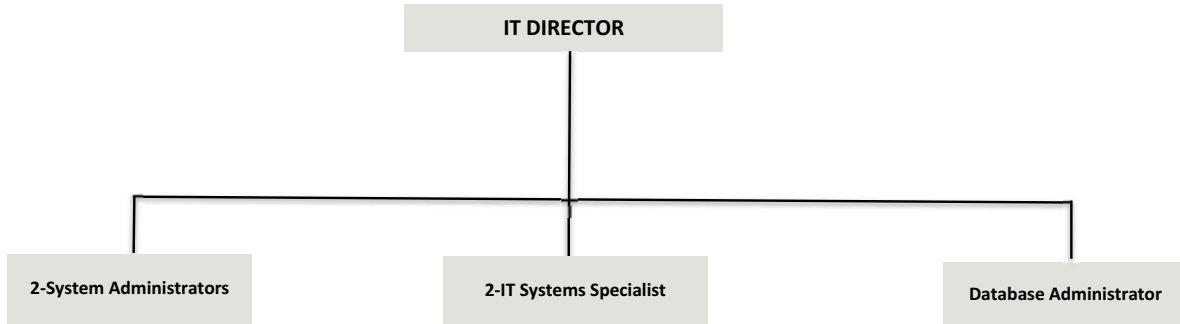 IT DIRECTOR
2-System Administrators
2-IT Systems Specialist
Database Administrator